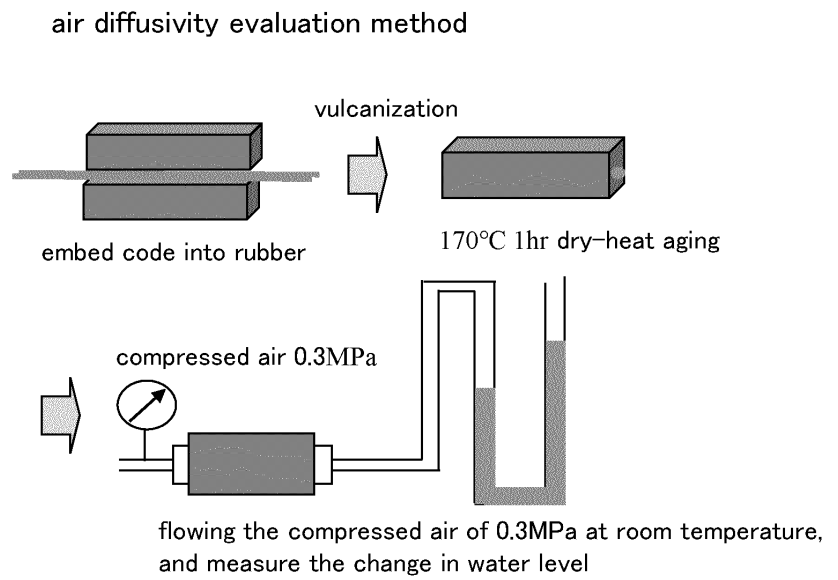 air diffusivity evaluation method
vulcanization
embed code into rubber
170°C 1hr dry-heat aging
compressed air 0.3MPa
flowing the compressed air of 0.3MPa at room temperature,
and measure the change in water level